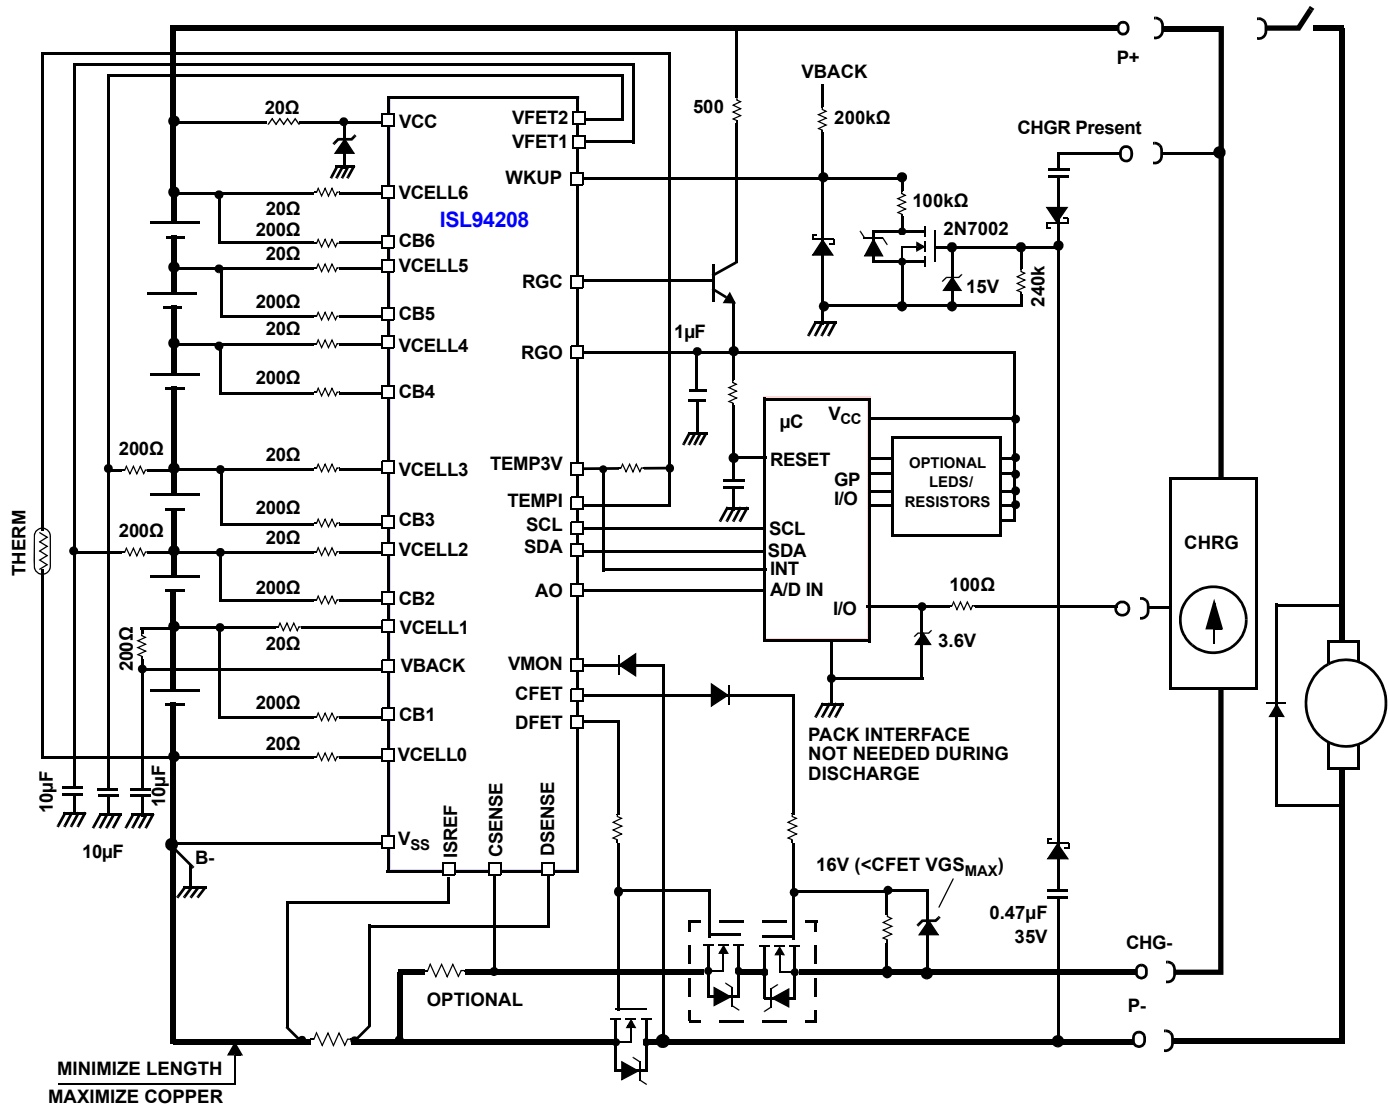 P+
VBACK
500
200kΩ
CHGR Present
20Ω
VCC
VFET2
VFET1
WKUP
VCELL6
ISL94208
20Ω
200Ω
CB6
100kΩ
2N7002
20Ω
VCELL5
RGC
15V
240k
200Ω
CB5
20Ω
VCELL4
1µF
RGO
200Ω
CB4
µC
VCC
200Ω
20Ω
VCELL3
TEMP3V
RESET
OPTIONAL
LEDS/
RESISTORS
GP
I/O
TEMPI
200Ω
CB3
SCL
SCL
THERM
200Ω
20Ω
VCELL2
SDA
SDA
INT
CHRG
200Ω
CB2
AO
A/D IN
I/O
100Ω
200Ω
VCELL1
20Ω
3.6V
VBACK
VMON
CFET
200Ω
CB1
DFET
PACK INTERFACE
NOT NEEDED DURING
DISCHARGE
20Ω
VCELL0
10µF
10µF
10µF
VSS
B-
ISREF
CSENSE
DSENSE
16V (<CFET VGSMAX)
0.47µF
35V
CHG-
OPTIONAL
P-
MINIMIZE LENGTH
MAXIMIZE COPPER